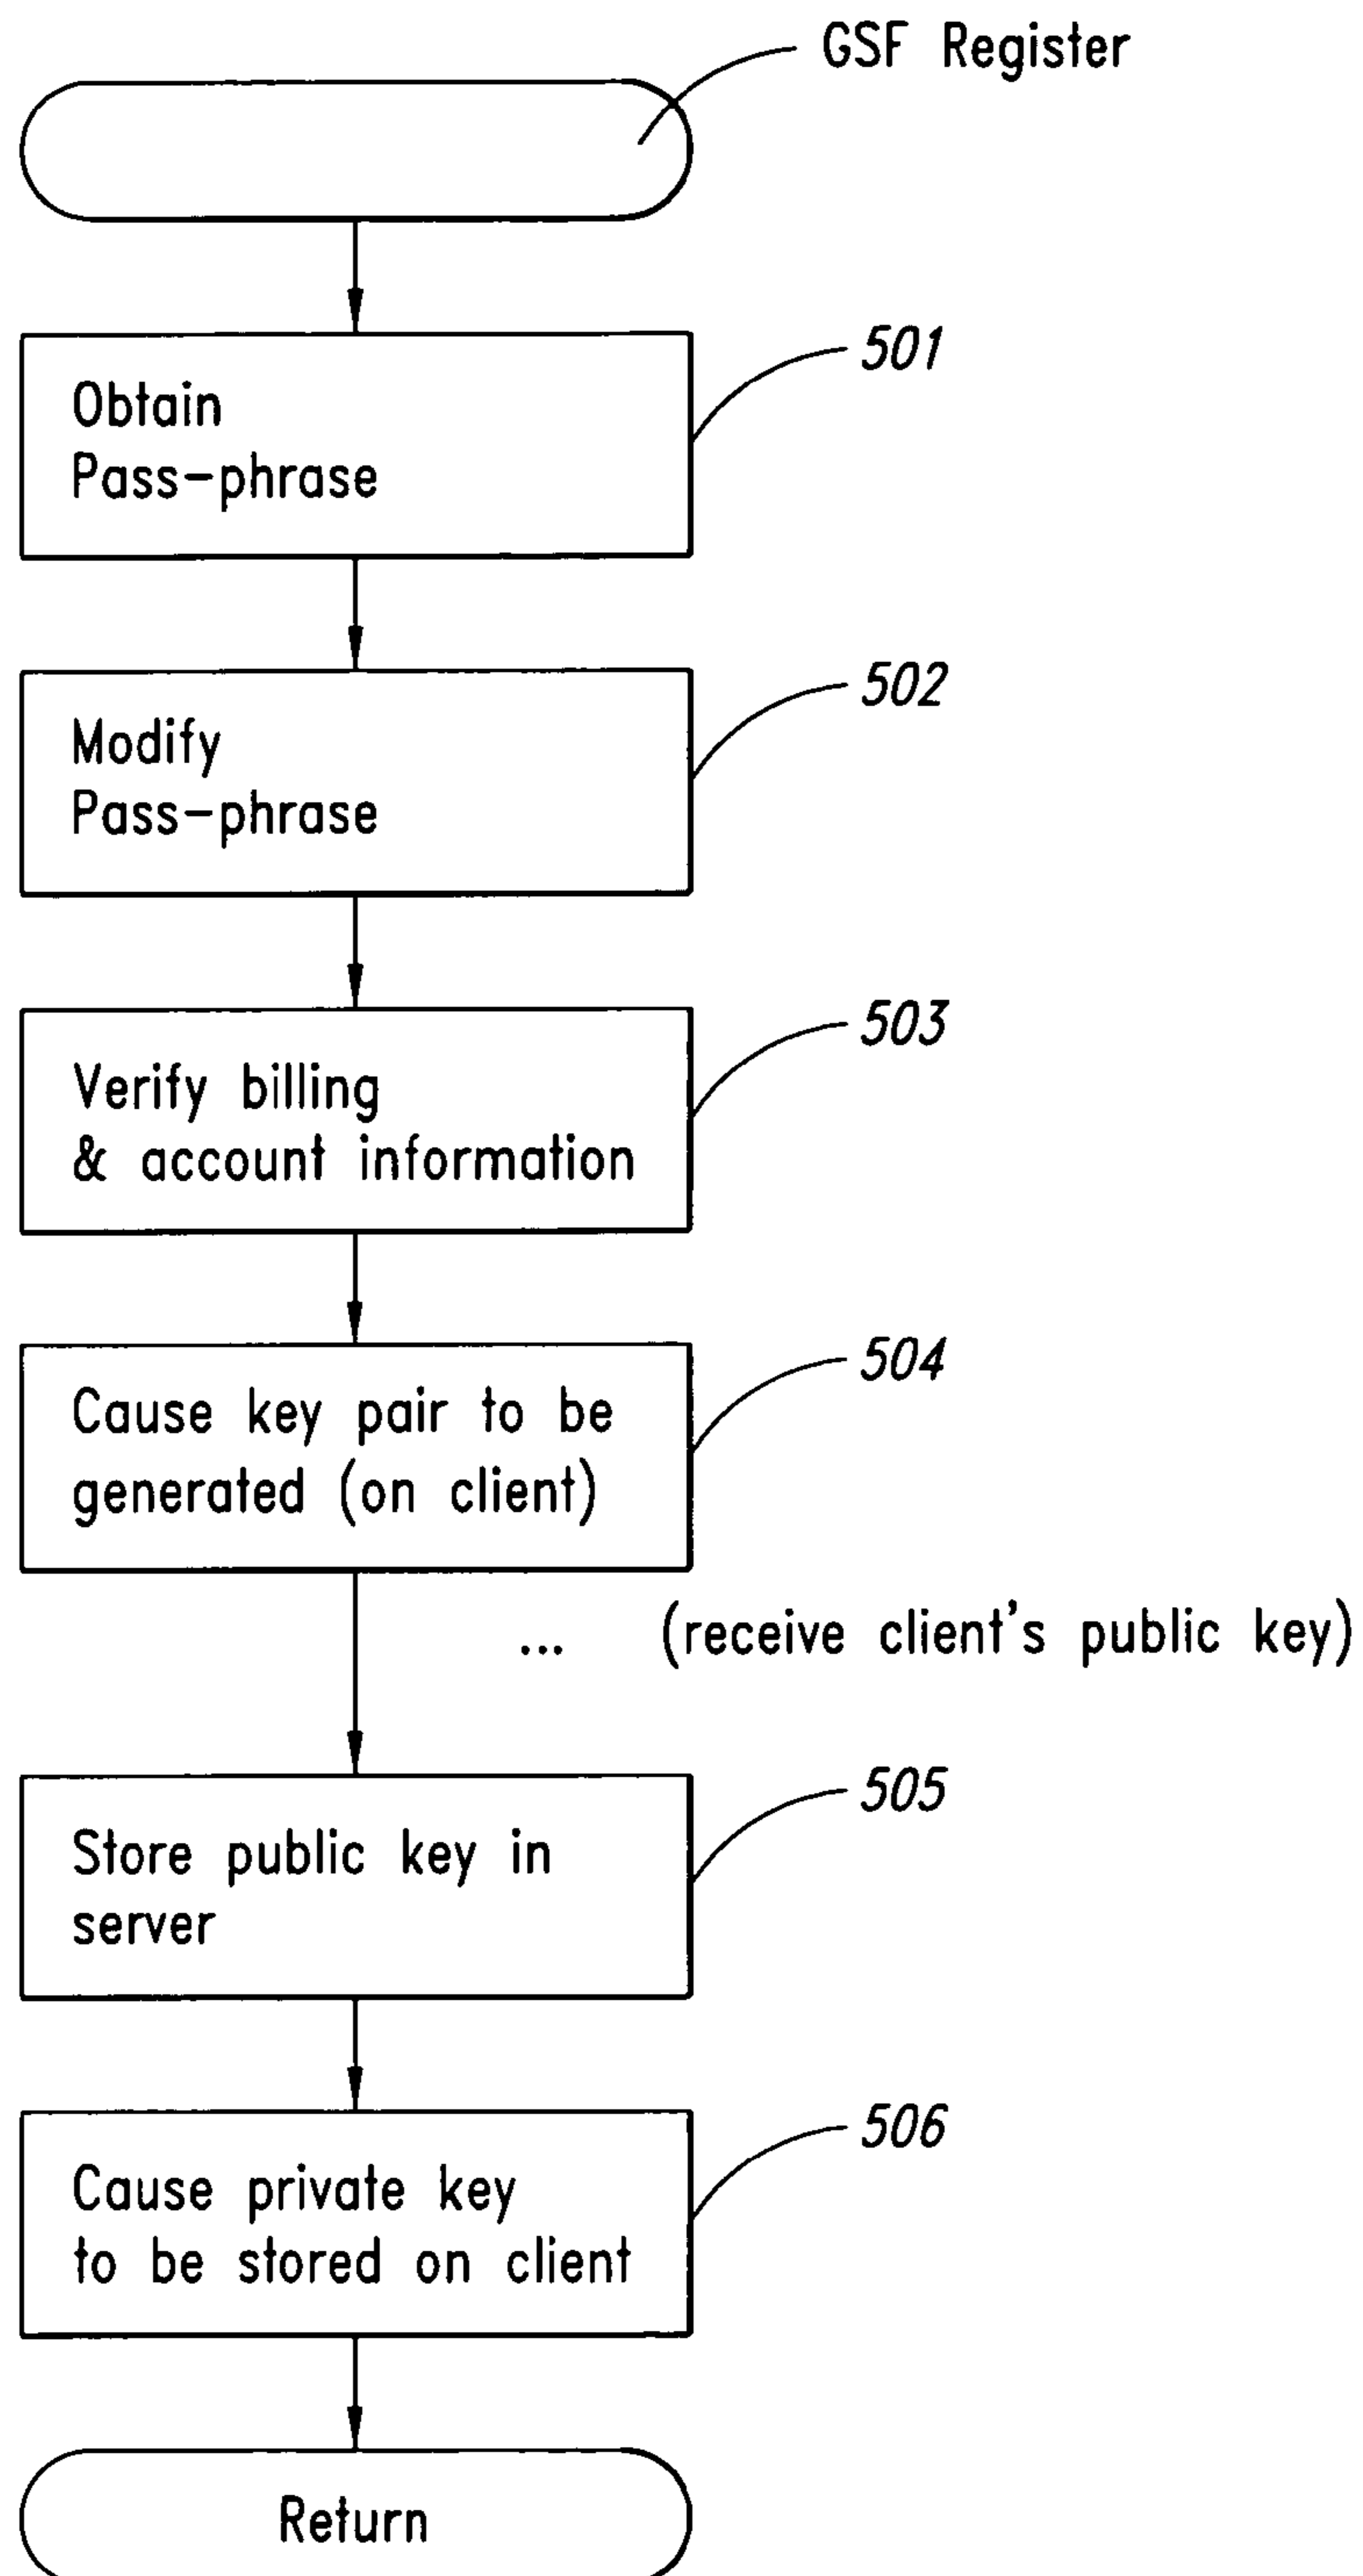 GSF Register
501
Obtain
Pass-phrase
502
Modify
Pass-phrase
503
Verify billing
& account information
504
Cause key pair to be
generated (on client)
... (receive client's public key)
505
Store public key in
server
506
Cause private key
to be stored on client
Return